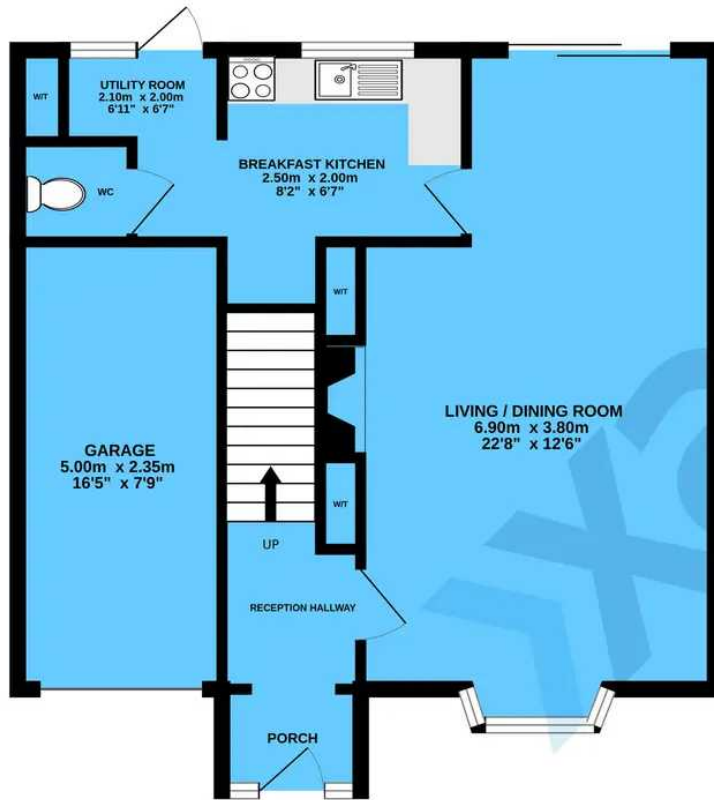 UTILITY ROOM
2.10m x 2.00m
6'11" x 6'7"
W/T
BREAKFAST KITCHEN
2.50m x 2.00m
8'2" x 6'7"
WC
W/T
LIVING / DINING ROOM
6.90m x 3.80m
22'8" x 12'6"
GARAGE
5.00m x 2.35m
16'5" x 7'9"
W/T
UP
RECEPTION HALLWAY
PORCH